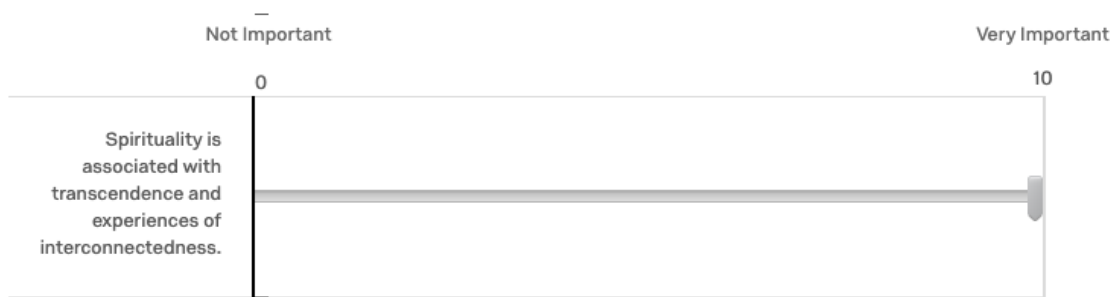 Not Important
Very Important
0
10
Spirituality is
associated with
transcendence and
experiences of
interconnectedness.